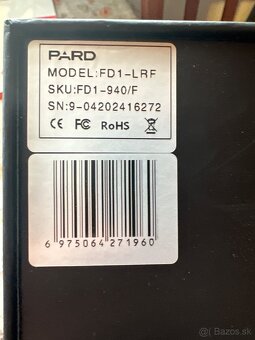 PARD
MODEL:FD1-LRF
SKU:FD1-940/F
SN:9-04202416272
CE FC RoHS
6 975064 271960
© Bazos.sk